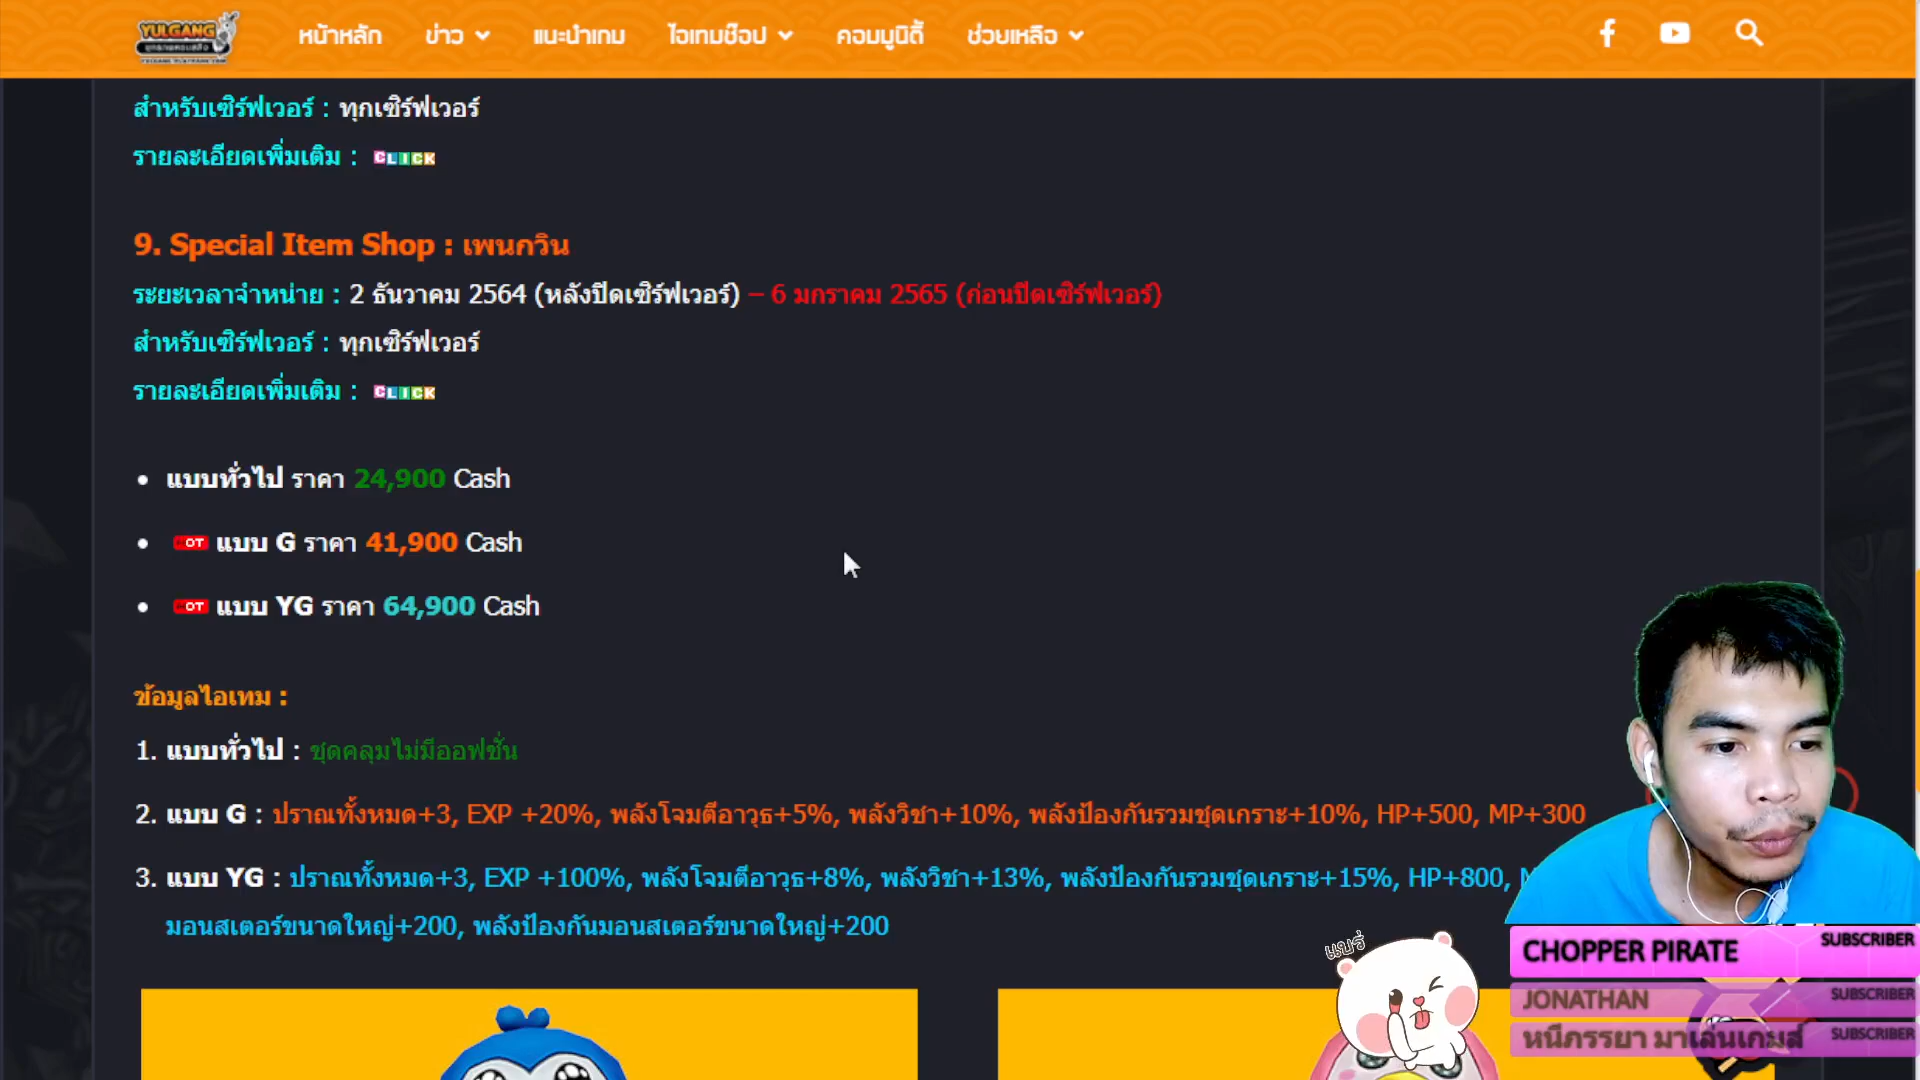 YULGANG
หน้าหลัก ข่าว แนะนำเกม ไอเทมช็อป คอมมูนิตี้ ช่วยเหลือ
สำหรับเซิร์ฟเวอร์ : ทุกเซิร์ฟเวอร์
รายละเอียดเพิ่มเติม : CLICK
9. Special Item Shop : เพนกวิน
ระยะเวลาจำหน่าย : 2 ธันวาคม 2564 (หลังปิดเซิร์ฟเวอร์) – 6 มกราคม 2565 (ก่อนปิดเซิร์ฟเวอร์)
สำหรับเซิร์ฟเวอร์ : ทุกเซิร์ฟเวอร์
รายละเอียดเพิ่มเติม : CLICK
แบบทั่วไป ราคา 24,900 Cash
แบบ G ราคา 41,900 Cash
แบบ YG ราคา 64,900 Cash
ข้อมูลไอเทม :
1. แบบทั่วไป : ชุดคลุมไม่มีออฟชั่น
2. แบบ G : ปราณทั้งหมด+3, EXP +20%, พลังโจมตีอาวุธ+5%, พลังวิชา+10%, พลังป้องกันรวมชุดเกราะ+10%, HP+500, MP+300
3. แบบ YG : ปราณทั้งหมด+3, EXP +100%, พลังโจมตีอาวุธ+8%, พลังวิชา+13%, พลังป้องกันรวมชุดเกราะ+15%, HP+800,
มอนสเตอร์ขนาดใหญ่+200, พลังป้องกันมอนสเตอร์ขนาดใหญ่+200
แบร่
CHOPPER PIRATE SUBSCRIBER
JONATHAN SUBSCRIBER
หนีภรรยา มาเล่นเกมส์ SUBSCRIBER